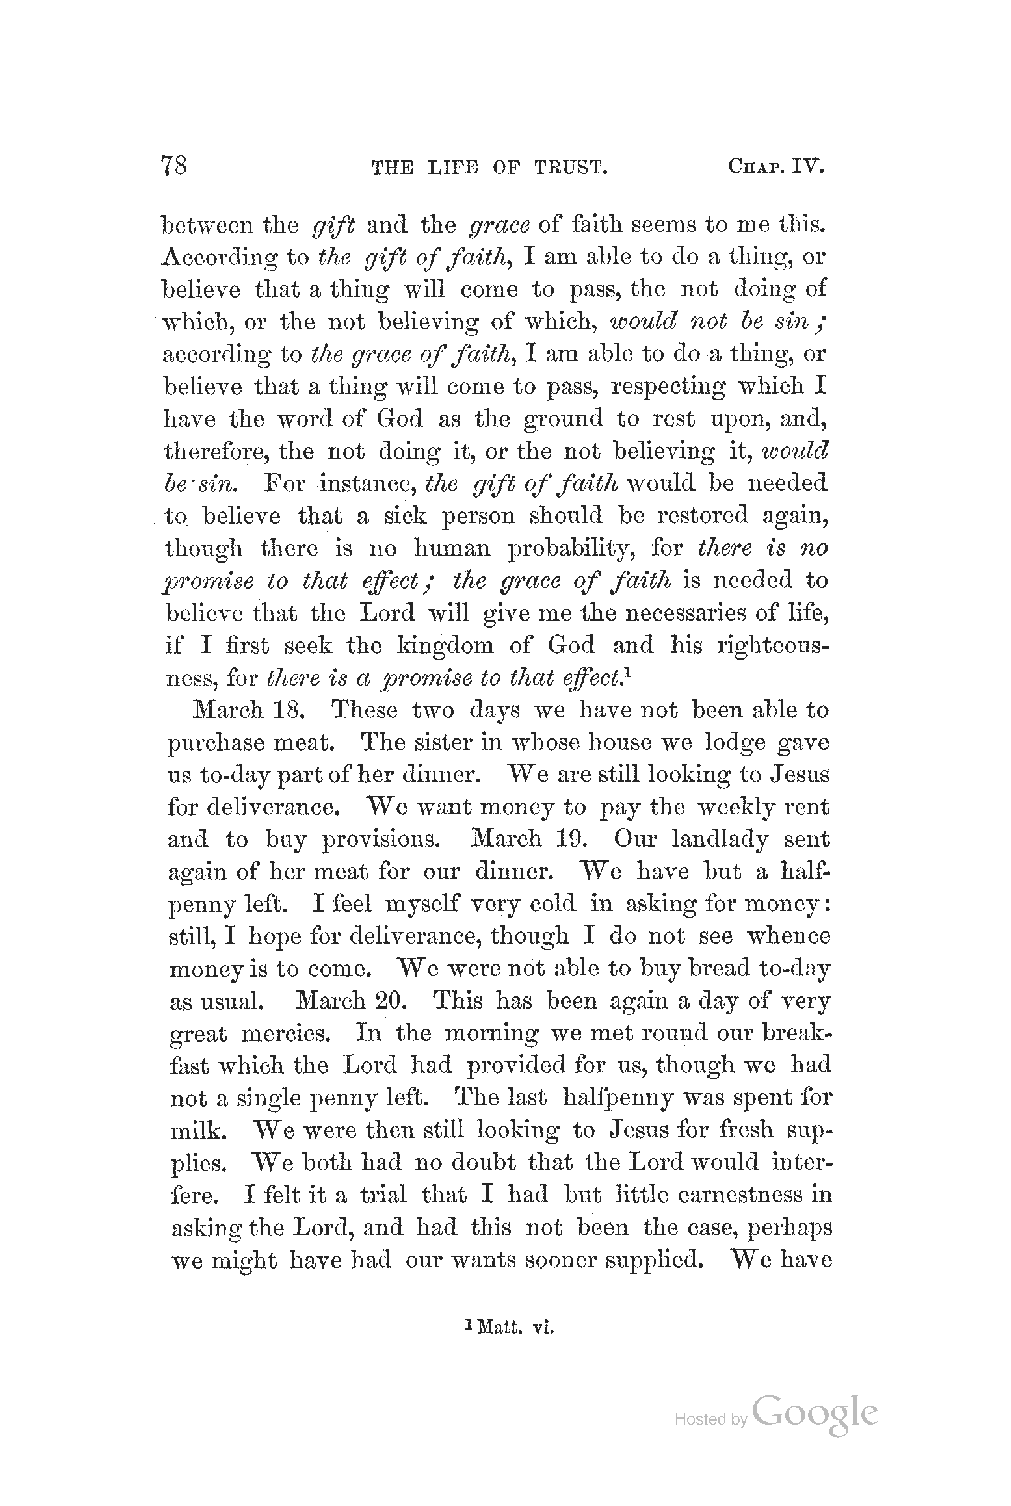 78 THE LIFE OF TRUST. CHAP. IV.
between the gift and the grace of faith seems to me this.
According to the gift of faith, I am able to do a thing, or
believe that a thing will come to pass, the not doing of
which, or the not believing of which, would not be sin;
according to the grace of faith, I am able to do a thing, or
believe that a thing will come to pass, respecting which I
have the word of God as the ground to rest upon, and,
therefore, the not doing it, or the not believing it, would
be sin. For instance, the gift of faith would be needed
to believe that a sick person should be restored again,
though there is no human probability, for there is no
promise to that effect; the grace of faith is needed to
believe that the Lord will give me the necessaries of life,
if I first seek the kingdom of God and his righteous-
ness, for there is a promise to that effect.¹
March 18. These two days we have not been able to
purchase meat. The sister in whose house we lodge gave
us to-day part of her dinner. We are still looking to Jesus
for deliverance. We want money to pay the weekly rent
and to buy provisions. March 19. Our landlady sent
again of her meat for our dinner. We have but a half-
penny left. I feel myself very cold in asking for money:
still, I hope for deliverance, though I do not see whence
money is to come. We were not able to buy bread to-day
as usual. March 20. This has been again a day of very
great mercies. In the morning we met round our break-
fast which the Lord had provided for us, though we had
not a single penny left. The last halfpenny was spent for
milk. We were then still looking to Jesus for fresh sup-
plies. We both had no doubt that the Lord would inter-
fere. I felt it a trial that I had but little earnestness in
asking the Lord, and had this not been the case, perhaps
we might have had our wants sooner supplied. We have
¹ Matt. vi.
Hosted by Google